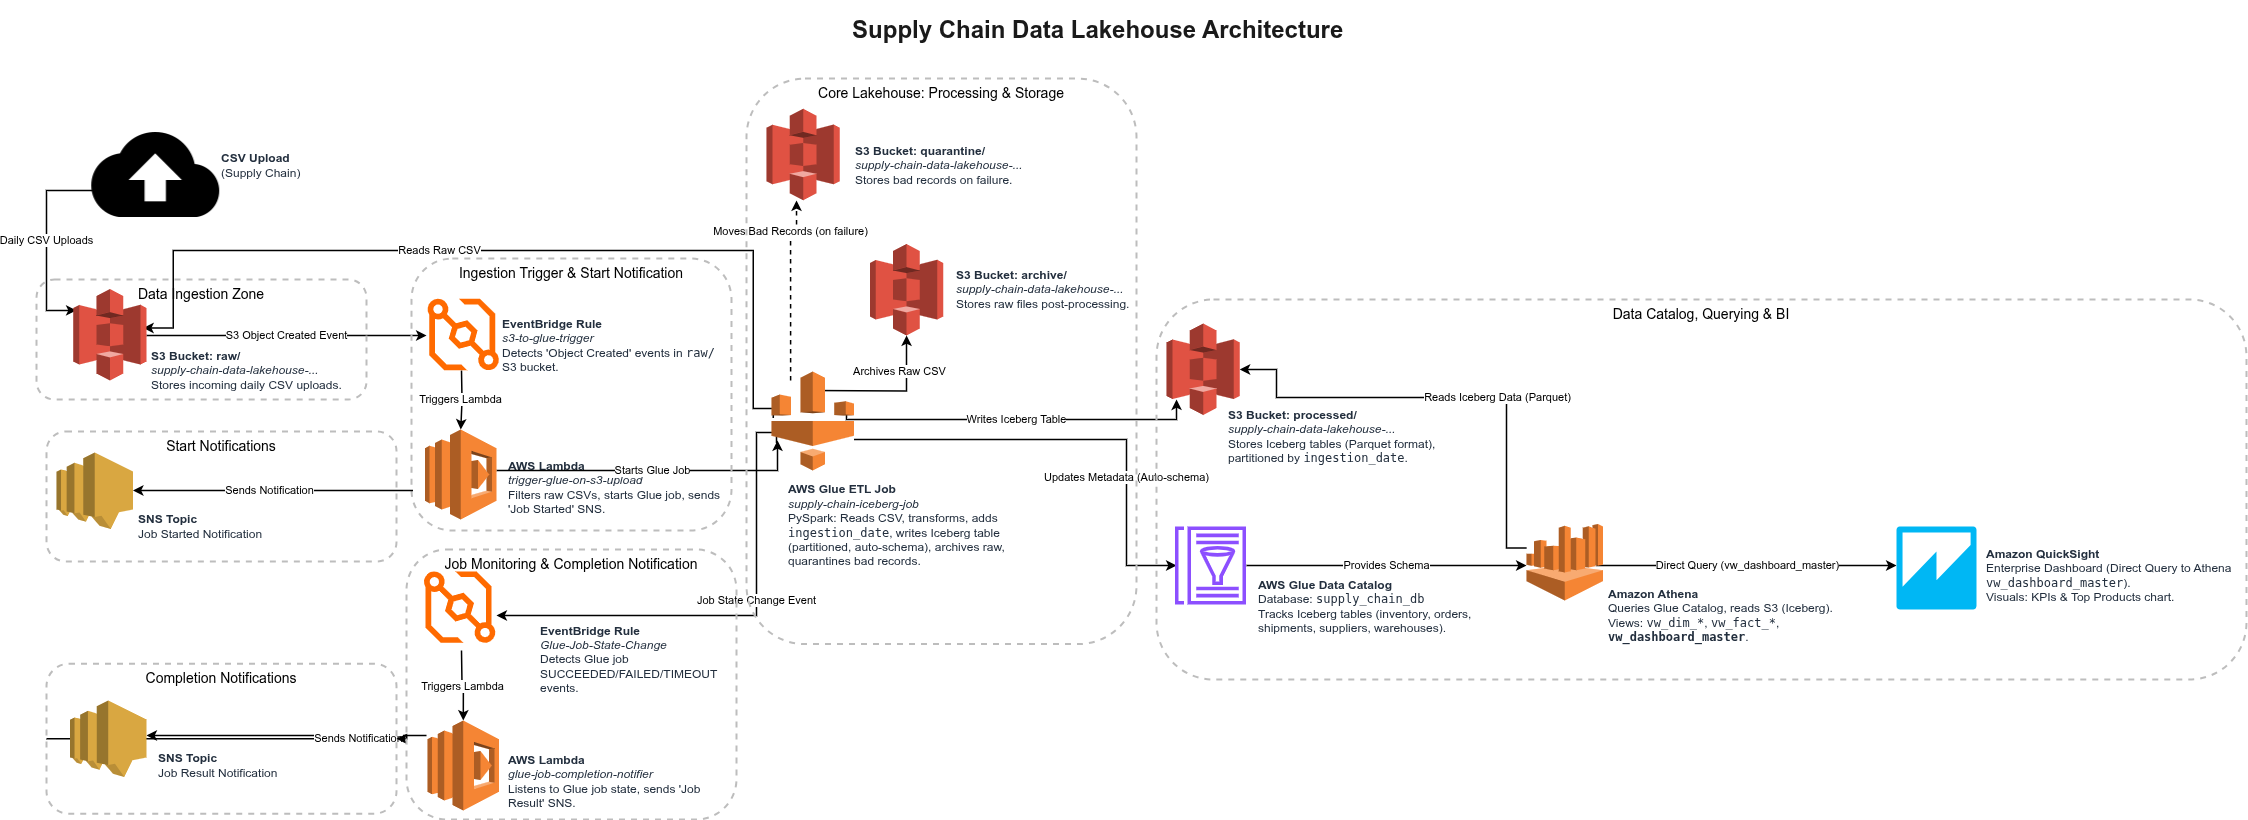 Supply Chain Data Lakehouse Architecture
CSV Upload
(Supply Chain)
Daily CSV Uploads
Reads Raw CSV
Data Ingestion Zone
S3 Object Created Event
S3 Bucket: raw/
supply-chain-data-lakehouse-...
Stores incoming daily CSV uploads.
Start Notifications
Sends Notification
SNS Topic
Job Started Notification
Ingestion Trigger & Start Notification
EventBridge Rule
s3-to-glue-trigger
Detects 'Object Created' events in raw/
S3 bucket.
Triggers Lambda
AWS Lambda
trigger-glue-on-s3-upload
Filters raw CSVs, starts Glue job, sends
'Job Started' SNS.
Starts Glue Job
Job Monitoring & Completion Notification
Job State Change Event
EventBridge Rule
Glue-Job-State-Change
Detects Glue job
SUCCEEDED/FAILED/TIMEOUT
events.
Triggers Lambda
AWS Lambda
glue-job-completion-notifier
Listens to Glue job state, sends 'Job
Result' SNS.
Completion Notifications
Sends Notification
SNS Topic
Job Result Notification
Core Lakehouse: Processing & Storage
S3 Bucket: quarantine/
supply-chain-data-lakehouse-...
Stores bad records on failure.
Moves Bad Records (on failure)
S3 Bucket: archive/
supply-chain-data-lakehouse-...
Stores raw files post-processing.
Archives Raw CSV
Writes Iceberg Table
Updates Metadata (Auto-schema)
AWS Glue ETL Job
supply-chain-iceberg-job
PySpark: Reads CSV, transforms, adds
ingestion_date, writes Iceberg table
(partitioned, auto-schema), archives raw,
quarantines bad records.
Data Catalog, Querying & BI
Reads Iceberg Data (Parquet)
S3 Bucket: processed/
supply-chain-data-lakehouse-...
Stores Iceberg tables (Parquet format),
partitioned by ingestion_date.
Provides Schema
AWS Glue Data Catalog
Database: supply_chain_db
Tracks Iceberg tables (inventory, orders,
shipments, suppliers, warehouses).
Direct Query (vw_dashboard_master)
Amazon Athena
Queries Glue Catalog, reads S3 (Iceberg).
Views: vw_dim_*, vw_fact_*,
vw_dashboard_master.
Amazon QuickSight
Enterprise Dashboard (Direct Query to Athena
vw_dashboard_master).
Visuals: KPIs & Top Products chart.